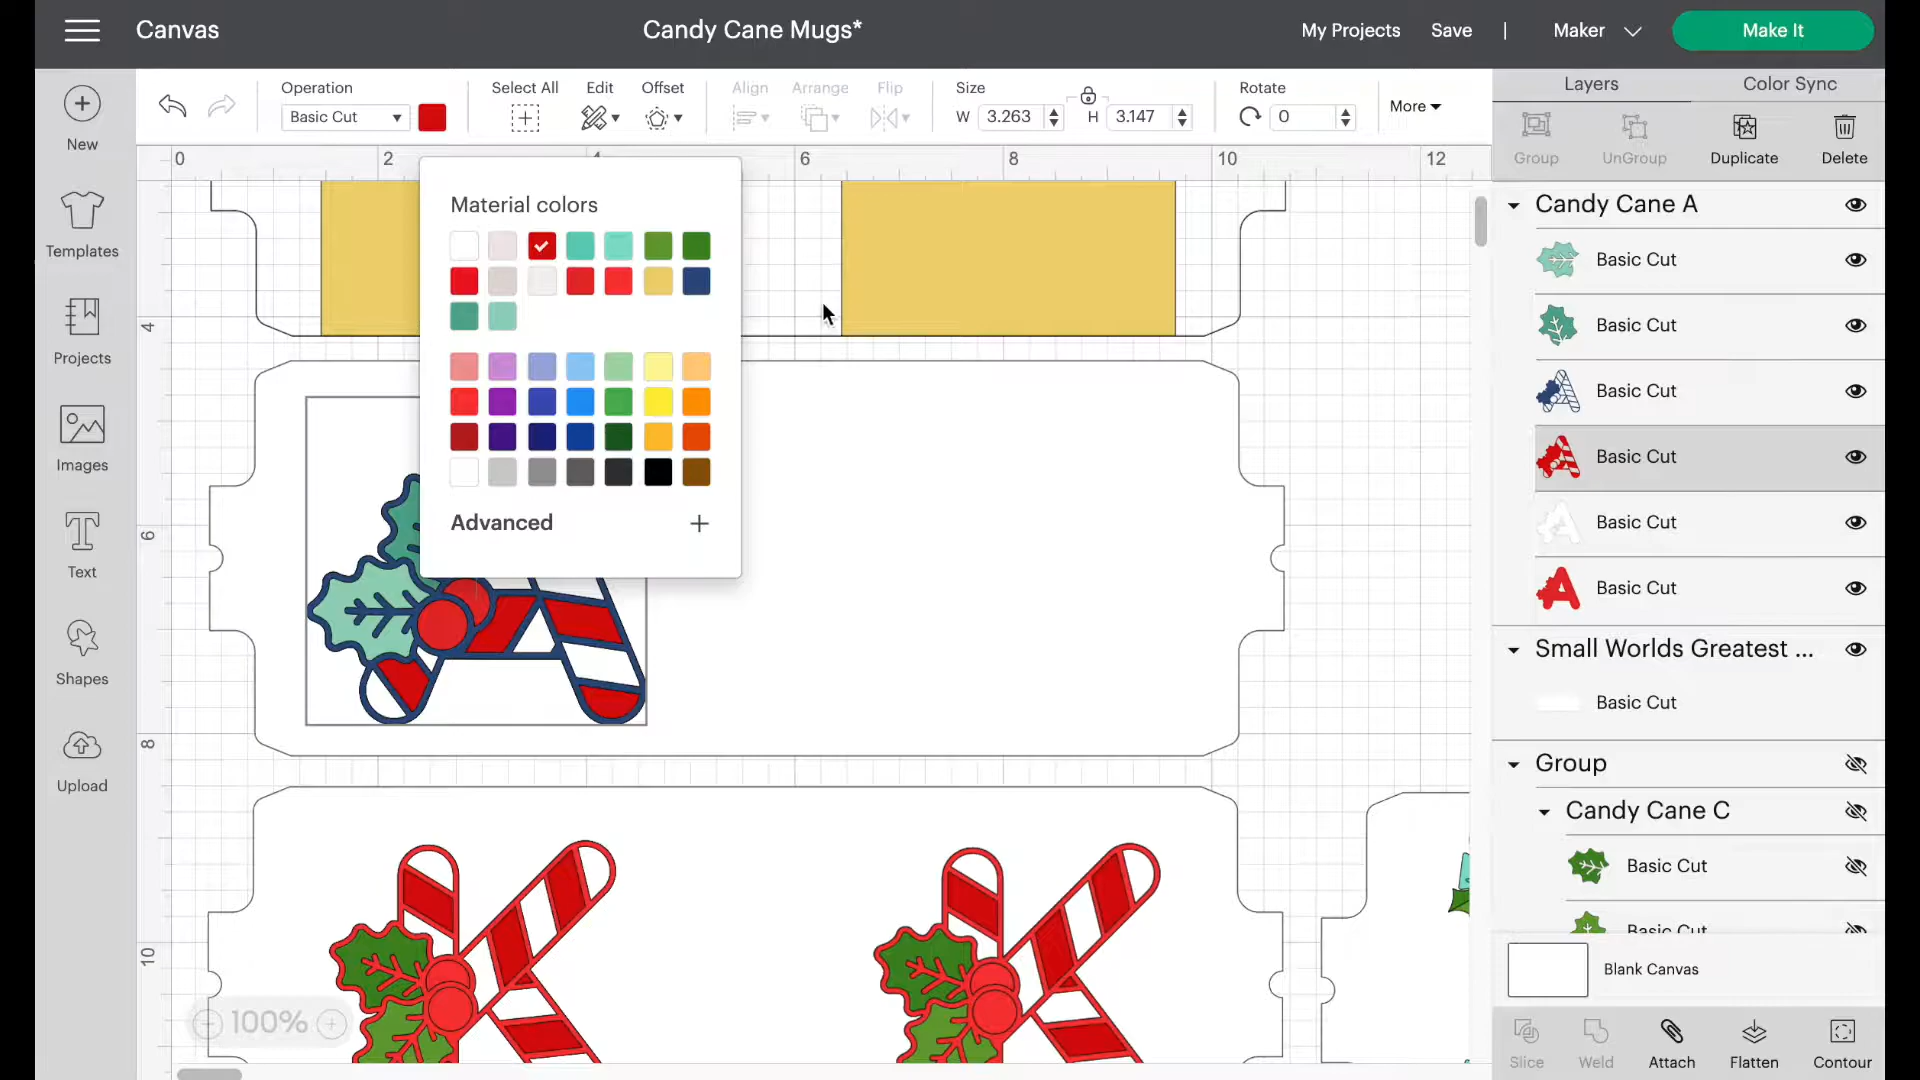 Canvas
Candy Cane Mugs*
My Projects
Save
|
Maker
Make It
New
Templates
Projects
Images
Text
Shapes
Upload
Operation
Basic Cut
Select All
Edit
Offset
Align
Arrange
Flip
Size
W 3.263
H 3.147
Rotate
0
More
0 2 4 6 8 10 12
4
6
8
10
Material colors
Advanced
100%
Layers
Color Sync
Group
UnGroup
Duplicate
Delete
Candy Cane A
Basic Cut
Basic Cut
Basic Cut
Basic Cut
Basic Cut
Basic Cut
Small Worlds Greatest ...
Basic Cut
Group
Candy Cane C
Basic Cut
Basic Cut
Blank Canvas
Slice
Weld
Attach
Flatten
Contour